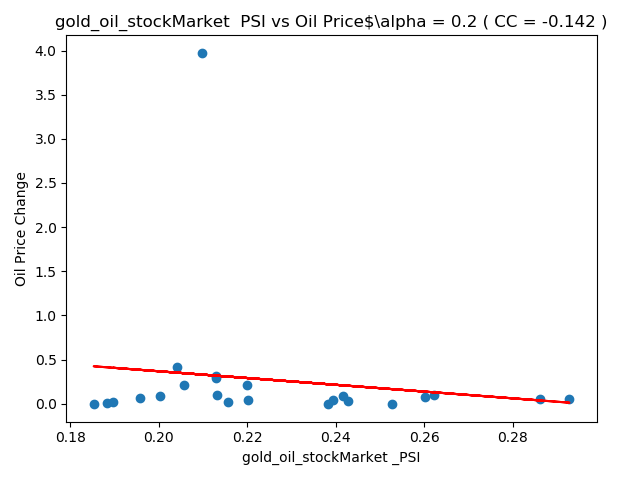 gold_oil_stockMarket  PSI vs Oil Price$\alpha = 0.2 ( CC = -0.142 )
4.0
3.5
3.0
2.5
2.0
1.5
1.0
0.5
0.0
Oil Price Change
0.18 0.20 0.22 0.24 0.26 0.28
gold_oil_stockMarket _PSI